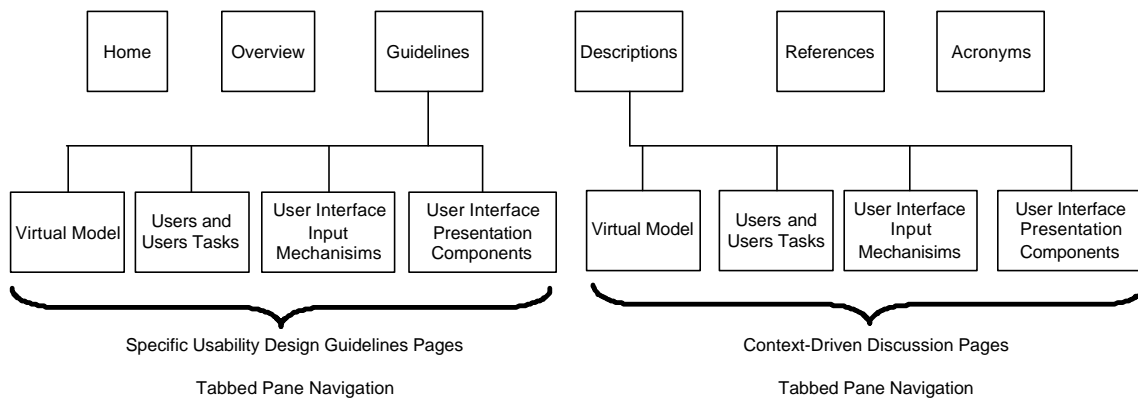 Home
Overview
Guidelines
Descriptions
References
Acronyms
Virtual Model
Users and
Users Tasks
User Interface
Input
Mechanisims
User Interface
Presentation
Components
Virtual Model
Users and
Users Tasks
User Interface
Input
Mechanisims
User Interface
Presentation
Components
Specific Usability Design Guidelines Pages
Tabbed Pane Navigation
Context-Driven Discussion Pages
Tabbed Pane Navigation